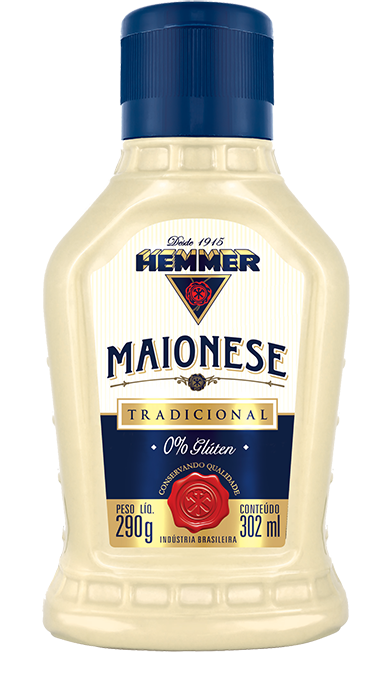 Desde 1915
HEMMER
MAIONESE
TRADICIONAL
0% Glúten
CONSERVANDO QUALIDADE
PESO LÍQ.
290g
CONTEÚDO
302 ml
INDÚSTRIA BRASILEIRA